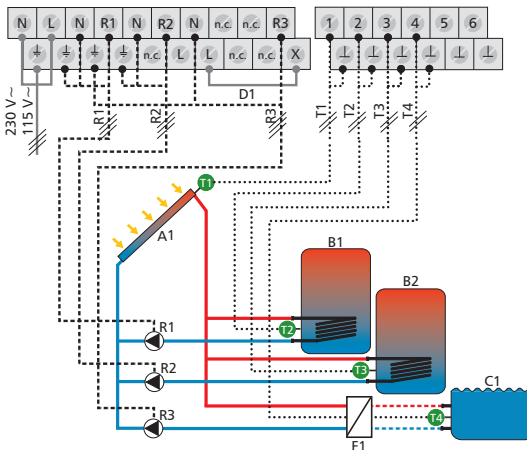 N L N R1 N R2 N n.c. n.c. R3
n.c. L L n.c. n.c. X
1 2 3 4 5 6
D1
230 V~
115 V~
R1
R2
R3
T1
T2
T3
T4
T1
A1
B1
B2
C1
R1
T2
R2
T3
R3
T4
F1